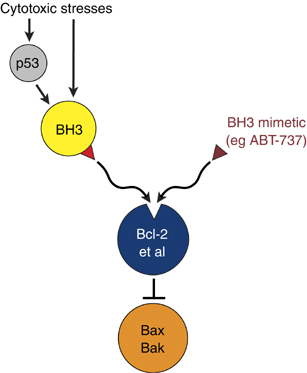 Cytotoxic stresses
p53
BH3
BH3 mimetic
(eg ABT-737)
Bcl-2
et al
Bax
Bak